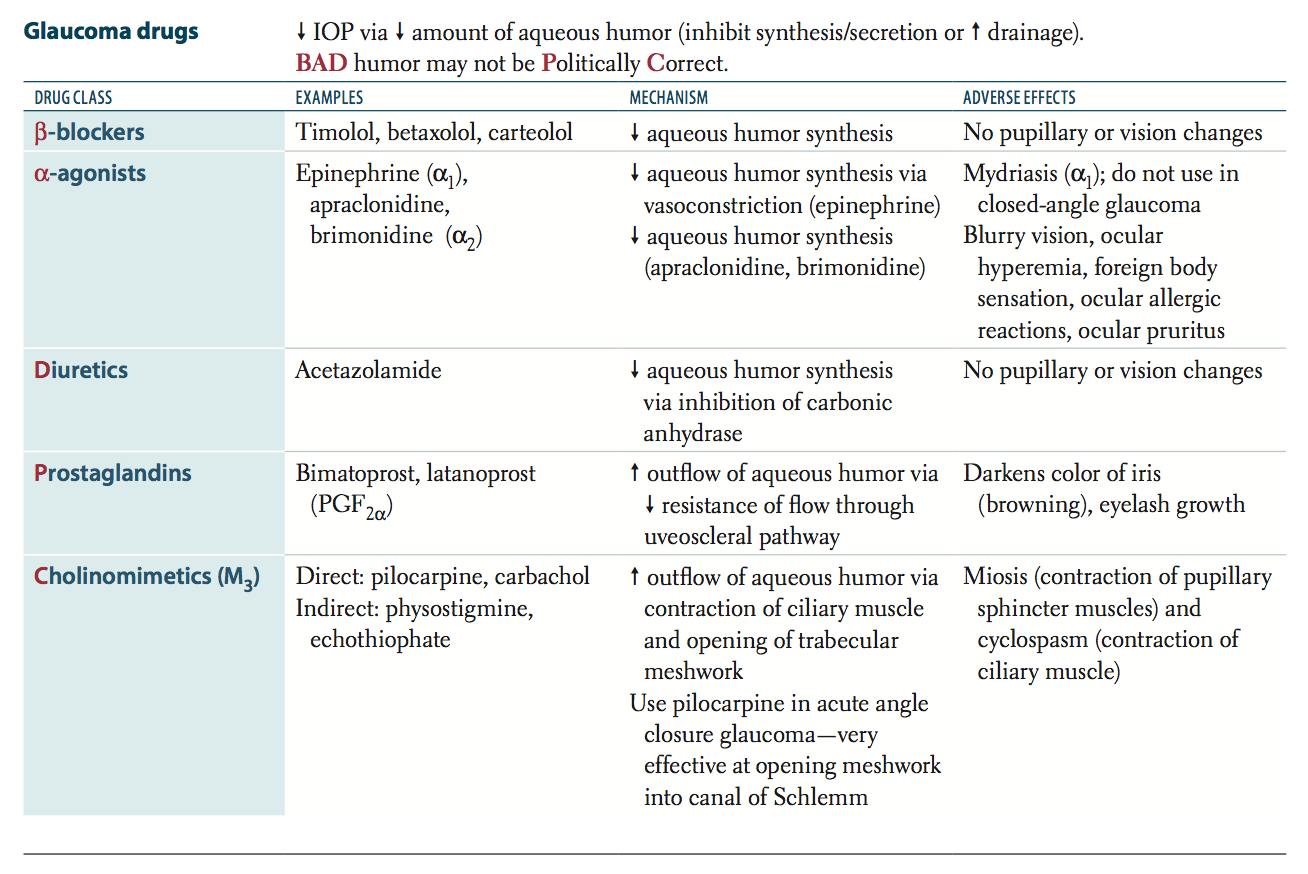 Glaucoma drugs
↓ IOP via ↓ amount of aqueous humor (inhibit synthesis/secretion or ↑ drainage).
BAD humor may not be Politically Correct.
DRUG CLASS EXAMPLES MECHANISM ADVERSE EFFECTS
β-blockers
Timolol, betaxolol, carteolol
↓ aqueous humor synthesis
No pupillary or vision changes
α-agonists
Epinephrine (α1),
apraclonidine,
brimonidine (α2)
↓ aqueous humor synthesis via
vasoconstriction (epinephrine)
↓ aqueous humor synthesis
(apraclonidine, brimonidine)
Mydriasis (α1); do not use in
closed-angle glaucoma
Blurry vision, ocular
hyperemia, foreign body
sensation, ocular allergic
reactions, ocular pruritus
Diuretics
Acetazolamide
↓ aqueous humor synthesis
via inhibition of carbonic
anhydrase
No pupillary or vision changes
Prostaglandins
Bimatoprost, latanoprost
(PGF2α)
↑ outflow of aqueous humor via
↓ resistance of flow through
uveoscleral pathway
Darkens color of iris
(browning), eyelash growth
Cholinomimetics (M3)
Direct: pilocarpine, carbachol
Indirect: physostigmine,
echothiophate
↑ outflow of aqueous humor via
contraction of ciliary muscle
and opening of trabecular
meshwork
Use pilocarpine in acute angle
closure glaucoma—very
effective at opening meshwork
into canal of Schlemm
Miosis (contraction of pupillary
sphincter muscles) and
cyclospasm (contraction of
ciliary muscle)